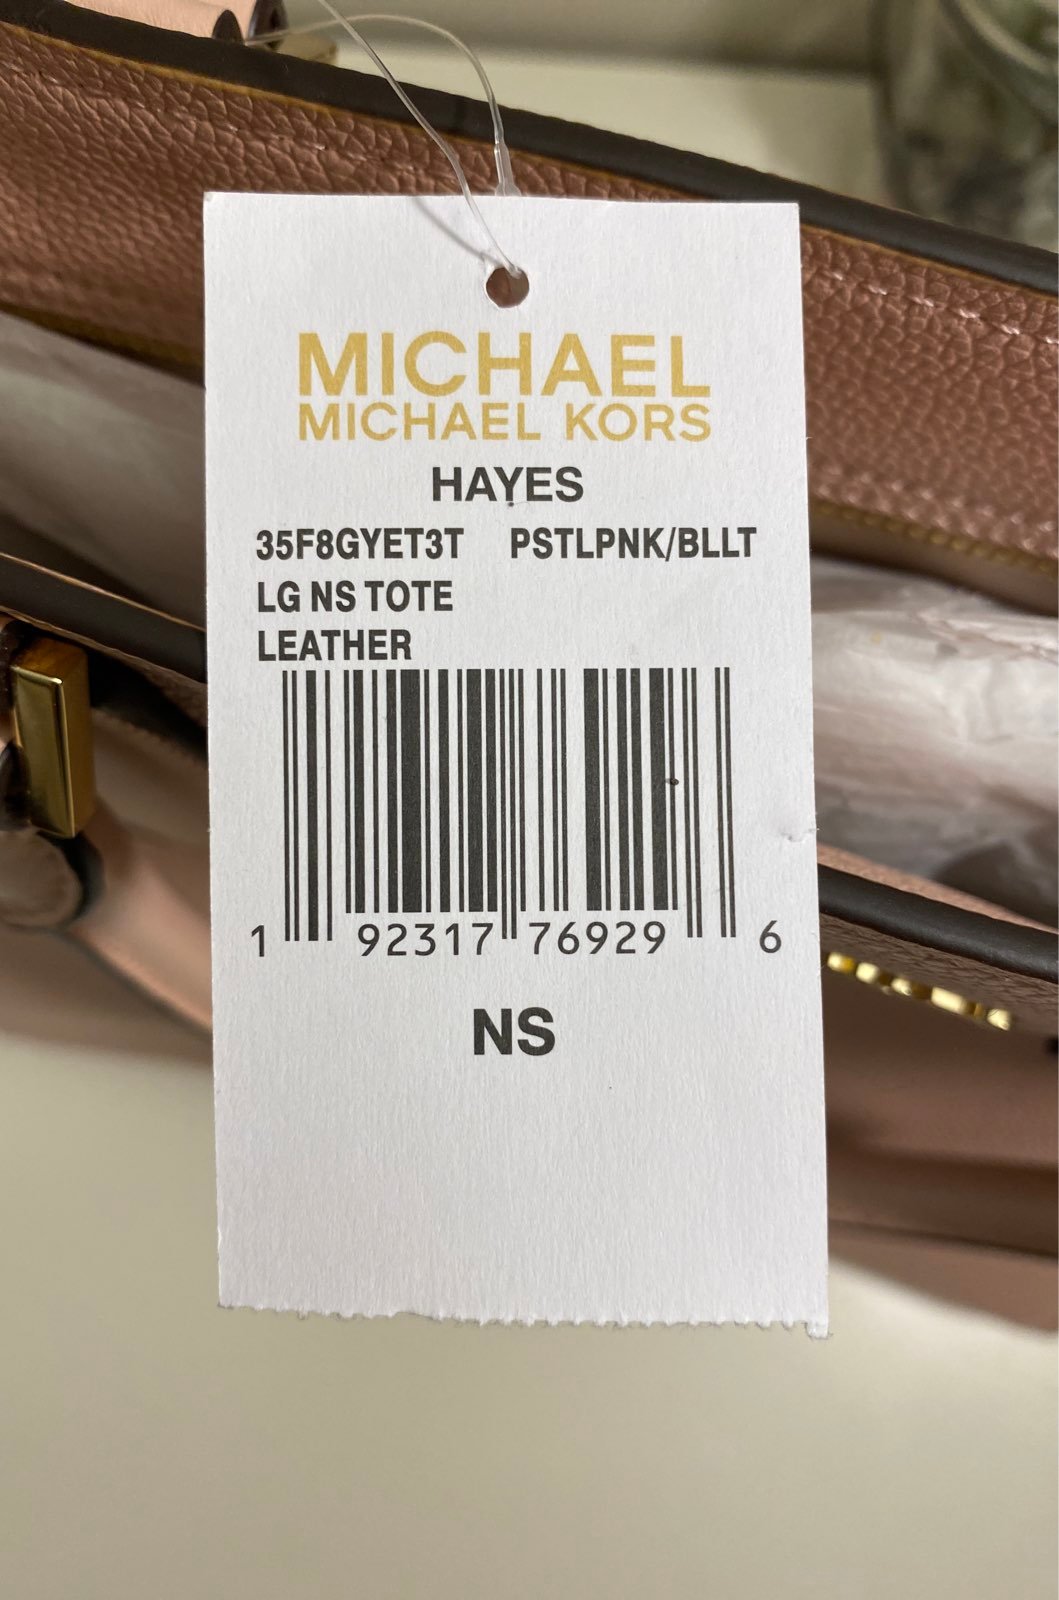 MICHAEL
MICHAEL KORS
HAYES
35F8GYET3T PSTLPNK/BLLT
LG NS TOTE
LEATHER
1 92317 76929 6
NS